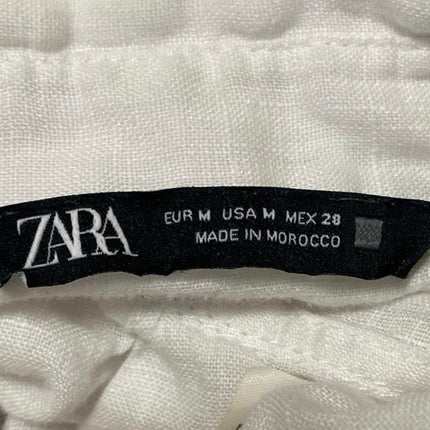 ZARA
EUR M USA M MEX 28
MADE IN MOROCCO